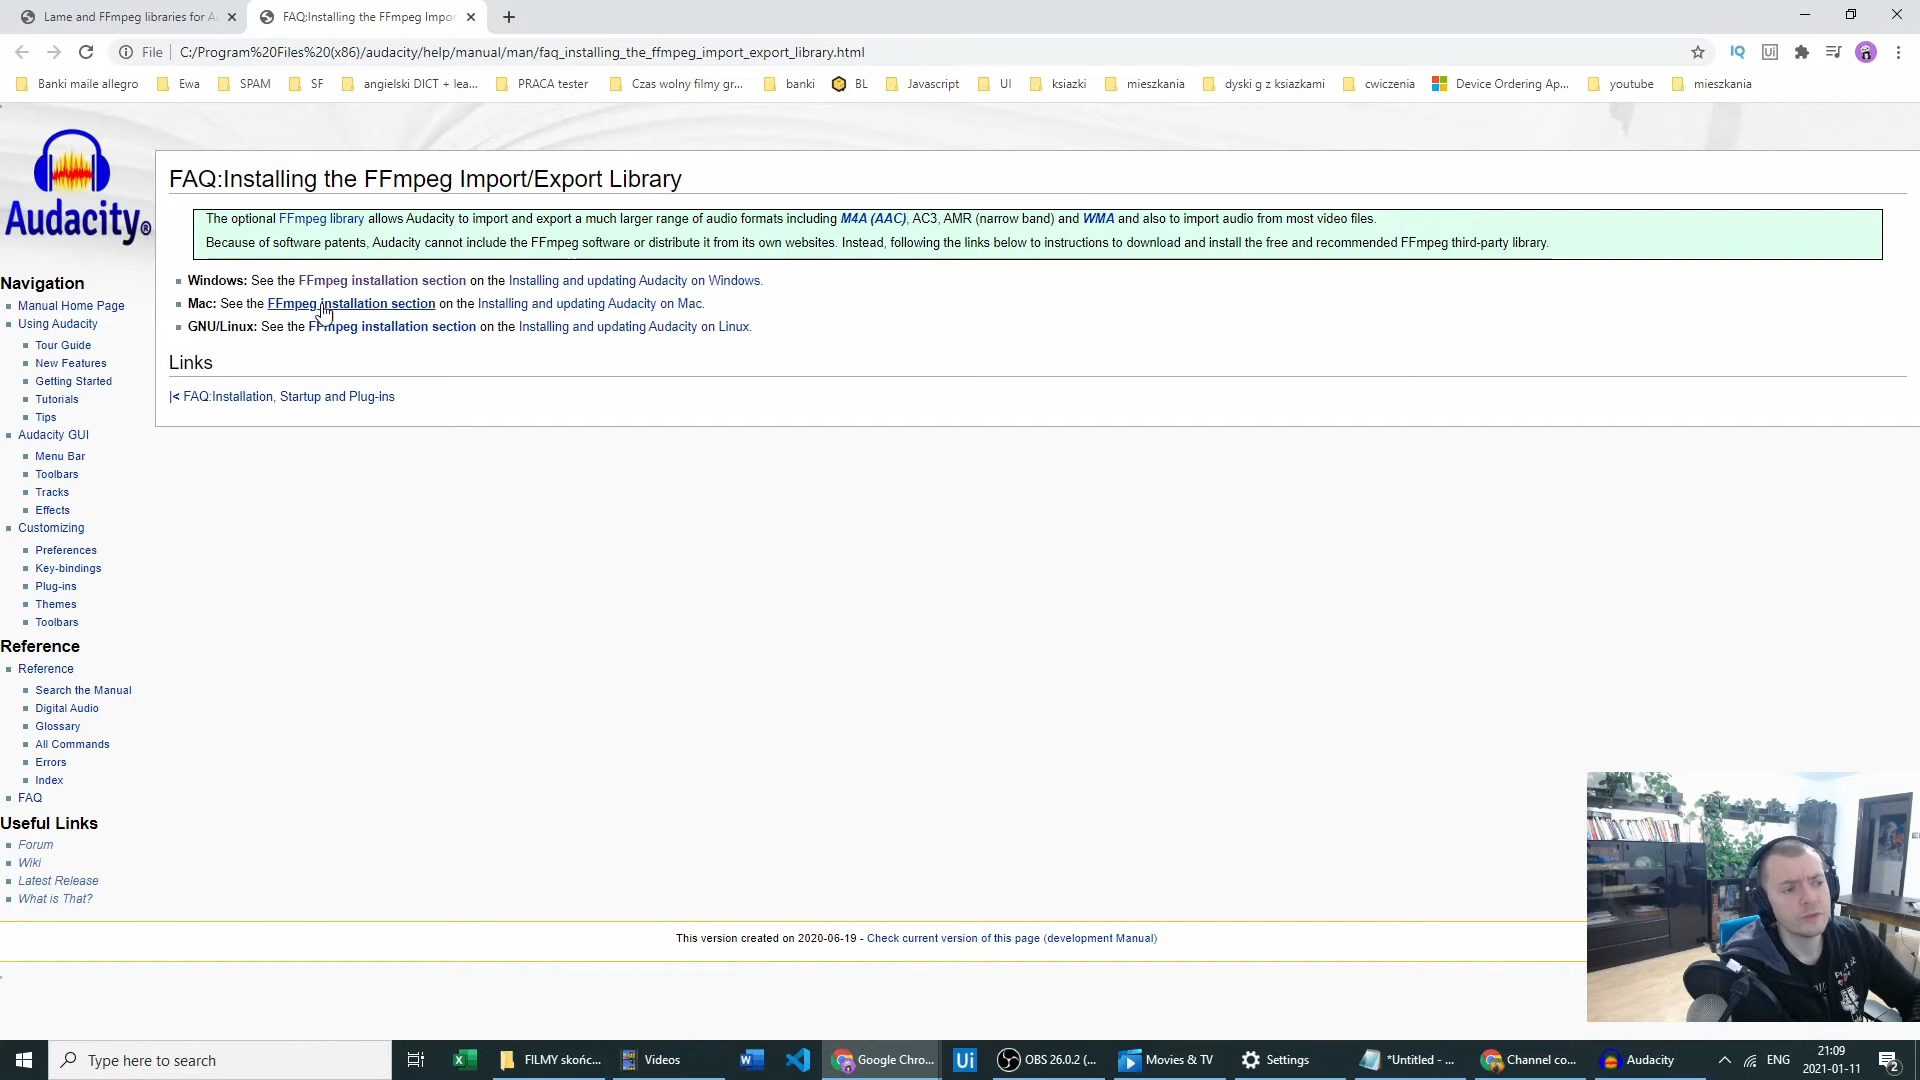 Lame and FFmpeg libraries for A
FAQ:Installing the FFmpeg Impor
File
C:/Program%20Files%20(x86)/audacity/help/manual/man/faq_installing_the_ffmpeg_import_export_library.html
Banki maile allegro
Ewa
SPAM
SF
angielski DICT + lea...
PRACA tester
Czas wolny filmy gr...
banki
BL
Javascript
UI
ksiazki
mieszkania
dyski g z ksiazkami
cwiczenia
Device Ordering Ap...
youtube
mieszkania
Audacity®
FAQ:Installing the FFmpeg Import/Export Library
The optional FFmpeg library allows Audacity to import and export a much larger range of audio formats including M4A (AAC), AC3, AMR (narrow band) and WMA and also to import audio from most video files.
Because of software patents, Audacity cannot include the FFmpeg software or distribute it from its own websites. Instead, following the links below to instructions to download and install the free and recommended FFmpeg third-party library.
Windows: See the FFmpeg installation section on the Installing and updating Audacity on Windows.
Mac: See the FFmpeg installation section on the Installing and updating Audacity on Mac.
GNU/Linux: See the FFmpeg installation section on the Installing and updating Audacity on Linux.
Links
|< FAQ:Installation, Startup and Plug-ins
Navigation
Manual Home Page
Using Audacity
Tour Guide
New Features
Getting Started
Tutorials
Tips
Audacity GUI
Menu Bar
Toolbars
Tracks
Effects
Customizing
Preferences
Key-bindings
Plug-ins
Themes
Toolbars
Reference
Reference
Search the Manual
Digital Audio
Glossary
All Commands
Errors
Index
FAQ
Useful Links
Forum
Wiki
Latest Release
What is That?
This version created on 2020-06-19 - Check current version of this page (development Manual)
Type here to search
FILMY skońc...
Videos
Google Chro...
Ui
OBS 26.0.2 (...
Movies & TV
Settings
*Untitled - ...
Channel co...
Audacity
ENG
21:09
2021-01-11
2